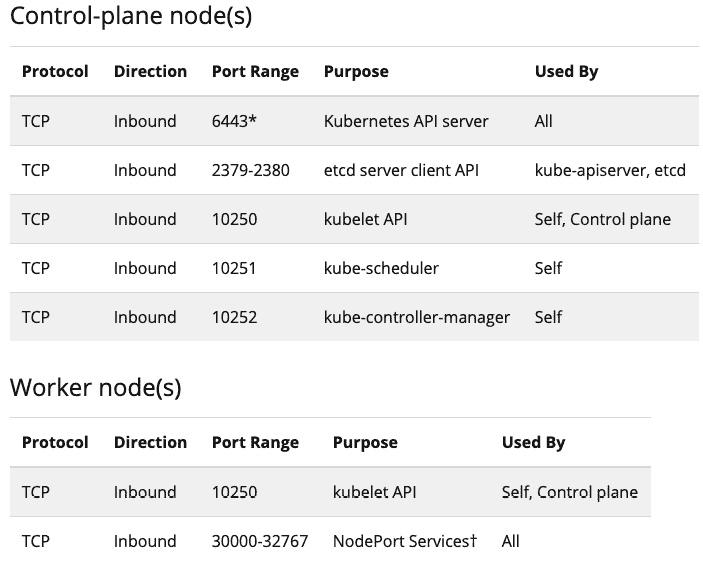 Control-plane node(s)
Protocol Direction Port Range Purpose Used By
TCP Inbound 6443* Kubernetes API server All
TCP Inbound 2379-2380 etcd server client API kube-apiserver, etcd
TCP Inbound 10250 kubelet API Self, Control plane
TCP Inbound 10251 kube-scheduler Self
TCP Inbound 10252 kube-controller-manager Self
Worker node(s)
Protocol Direction Port Range Purpose Used By
TCP Inbound 10250 kubelet API Self, Control plane
TCP Inbound 30000-32767 NodePort Services† All